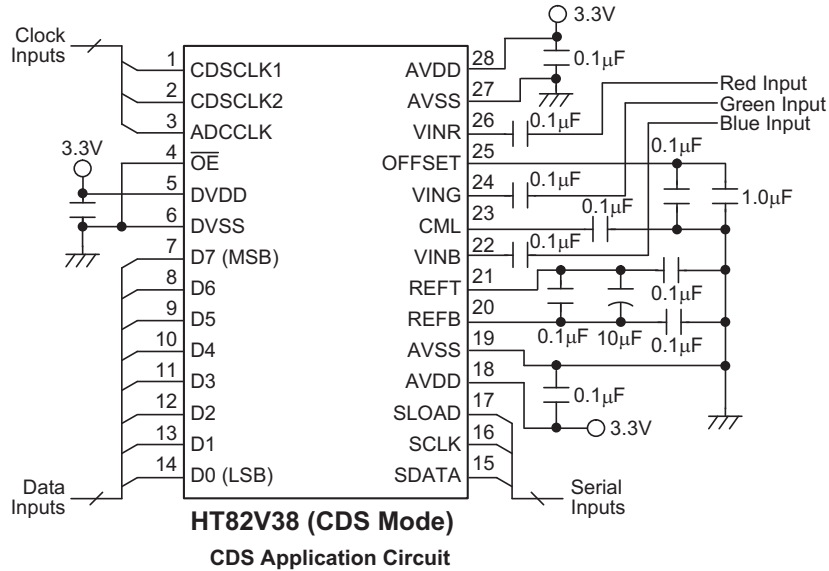 3.3V
Clock
Inputs
1 CDSCLK1
2 CDSCLK2
3 ADCCLK
3.3V
4 OE
5 DVDD
6 DVSS
7 D7 (MSB)
8 D6
9 D5
10 D4
11 D3
12 D2
13 D1
14 D0 (LSB)
Data
Inputs
AVDD 28
0.1μF
AVSS 27
Red Input
Green Input
Blue Input
VINR 26
0.1μF
OFFSET 25
0.1μF
1.0μF
VING 24
0.1μF
CML 23
0.1μF
VINB 22
0.1μF
REFT 21
0.1μF
REFB 20
0.1μF
10μF
0.1μF
AVSS 19
AVDD 18
0.1μF
3.3V
SLOAD 17
SCLK 16
SDATA 15
Serial
Inputs
HT82V38 (CDS Mode)
CDS Application Circuit